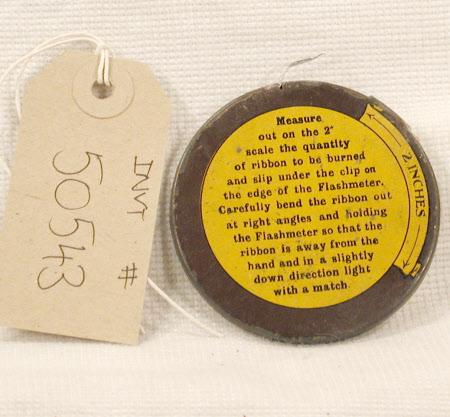 INVT #
50543
Measure
out on the 2"
scale the quantity
of ribbon to be burned
and slip under the clip on
the edge of the Flashmeter.
Carefully bend the ribbon out
at right angles and holding
the Flashmeter so that the
ribbon is away from the
hand and in a slightly
down direction light
with a match
2 INCHES